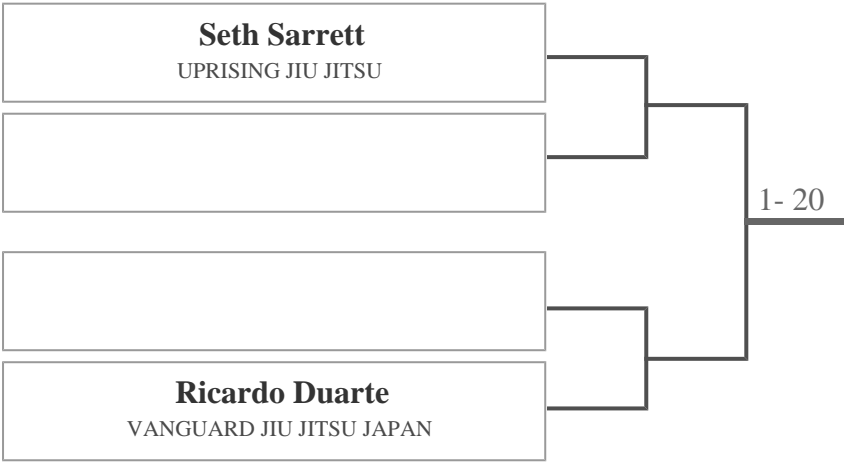 Seth Sarrett
UPRISING JIU JITSU
1- 20
Ricardo Duarte
VANGUARD JIU JITSU JAPAN